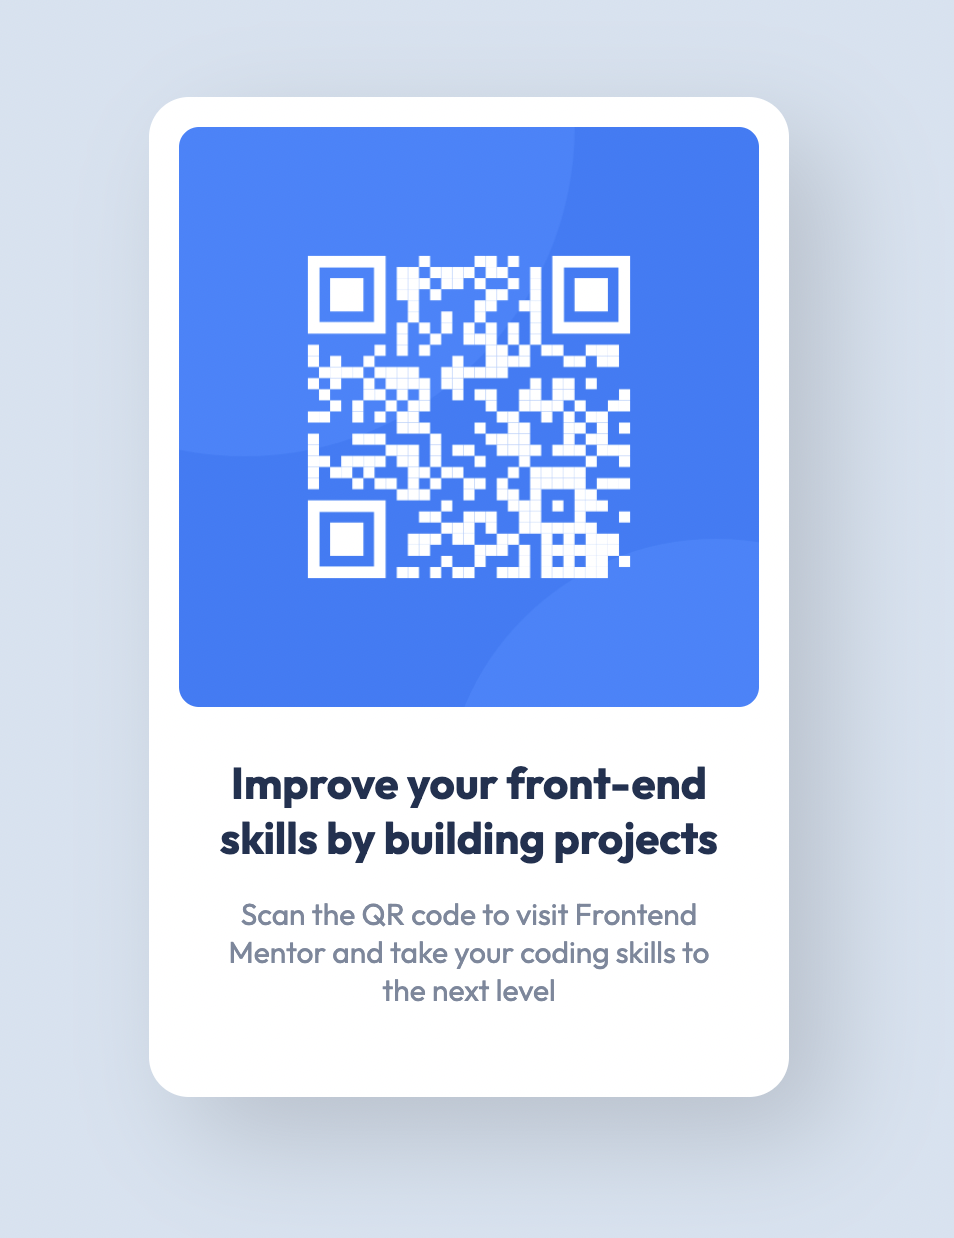 Improve your front-end
skills by building projects
Scan the QR code to visit Frontend
Mentor and take your coding skills to
the next level